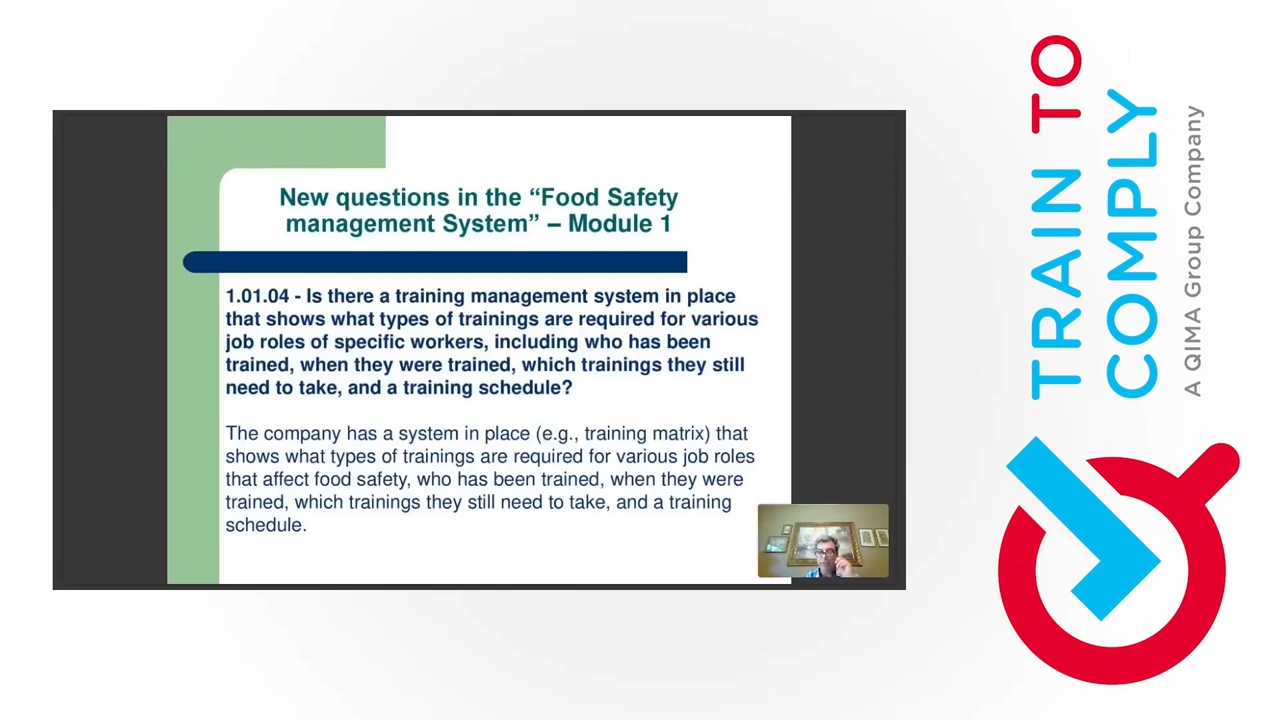 New questions in the “Food Safety
management System” – Module 1
1.01.04 - Is there a training management system in place
that shows what types of trainings are required for various
job roles of specific workers, including who has been
trained, when they were trained, which trainings they still
need to take, and a training schedule?
The company has a system in place (e.g., training matrix) that
shows what types of trainings are required for various job roles
that affect food safety, who has been trained, when they were
trained, which trainings they still need to take, and a training
schedule.
TRAIN TO
COMPLY
A QIMA Group Company